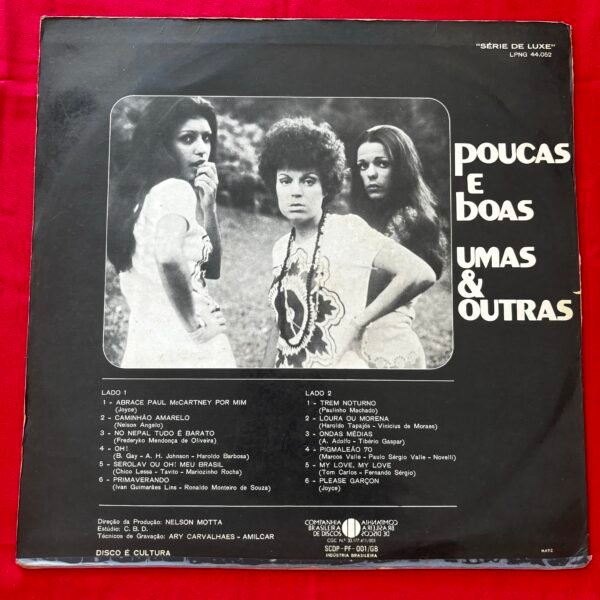 "SÉRIE DE LUXE"
LPNG 44.052
POUCAS
E
BOAS
UMAS
&
OUTRAS
LADO 1
1 - ABRACE PAUL McCARTNEY POR MIM
(Joyce)
2 - CAMINHÃO AMARELO
(Nelson Angelo)
3 - NO NEPAL TUDO É BARATO
(Frederyko Mendonça de Oliveira)
4 - OH!
(B. Gay - A. H. Johnson - Haroldo Barbosa)
5 - SEROLAV OU OH! MEU BRASIL
(Chico Lessa - Tavito - Mariozinho Rocha)
6 - PRIMAVERANDO
(Ivan Guimarães Lins - Ronaldo Monteiro de Souza)
LADO 2
1 - TREM NOTURNO
(Paulinho Machado)
2 - LOURA OU MORENA
(Haroldo Tapajós - Vinicius de Moraes)
3 - ONDAS MÉDIAS
(A. Adolfo - Tibério Gaspar)
4 - PIGMALEÃO 70
(Marcos Valle - Paulo Sérgio Valle - Novelli)
5 - MY LOVE, MY LOVE
(Tom Carlos - Fernando Sérgio)
6 - PLEASE GARÇON
(Joyce)
Direção da Produção: NELSON MOTTA
Estúdio: C. B. D.
Técnicos de Gravação: ARY CARVALHAES - AMILCAR
DISCO É CULTURA
COMPANHIA
BRASILEIRA
DE DISCOS
SCDP - PF - 001/GB
INDÚSTRIA BRASILEIRA